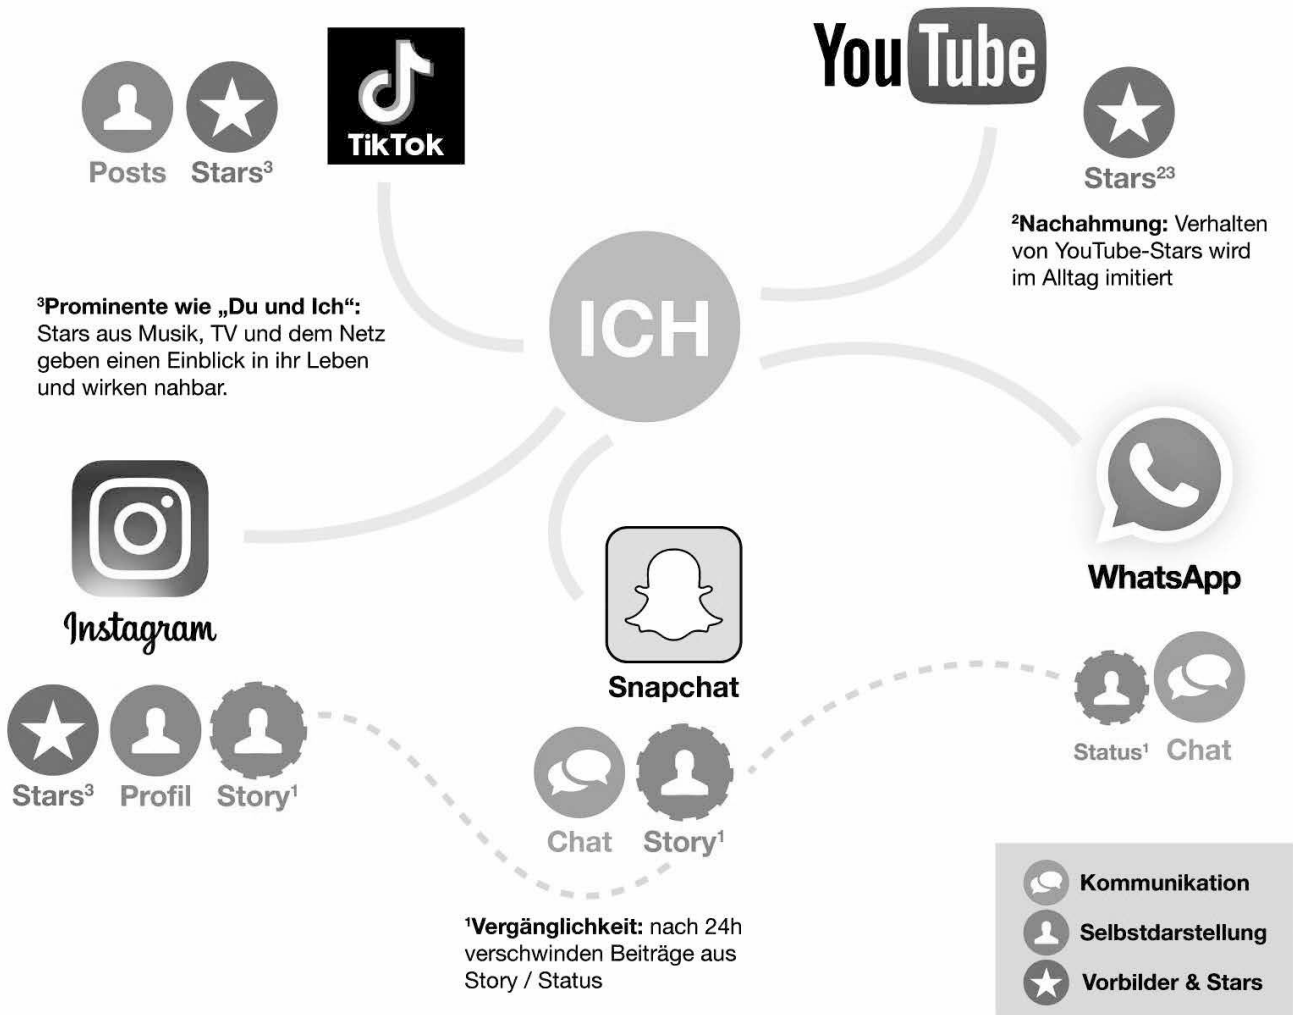 TikTok
Posts Stars³
YouTube
Stars²³
²Nachahmung: Verhalten
von YouTube-Stars wird
im Alltag imitiert
ICH
³Prominente wie „Du und Ich“:
Stars aus Musik, TV und dem Netz
geben einen Einblick in ihr Leben
und wirken nahbar.
Instagram
Stars³ Profil Story¹
Snapchat
Chat Story¹
WhatsApp
Status¹ Chat
¹Vergänglichkeit: nach 24h
verschwinden Beiträge aus
Story / Status
Kommunikation
Selbstdarstellung
Vorbilder & Stars